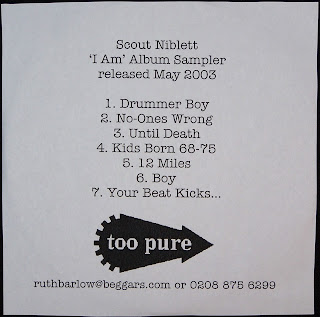 Scout Niblett
'I Am' Album Sampler
released May 2003
1. Drummer Boy
2. No-Ones Wrong
3. Until Death
4. Kids Born 68-75
5. 12 Miles
6. Boy
7. Your Beat Kicks...
too pure
ruthbarlow@beggars.com or 0208 875 6299